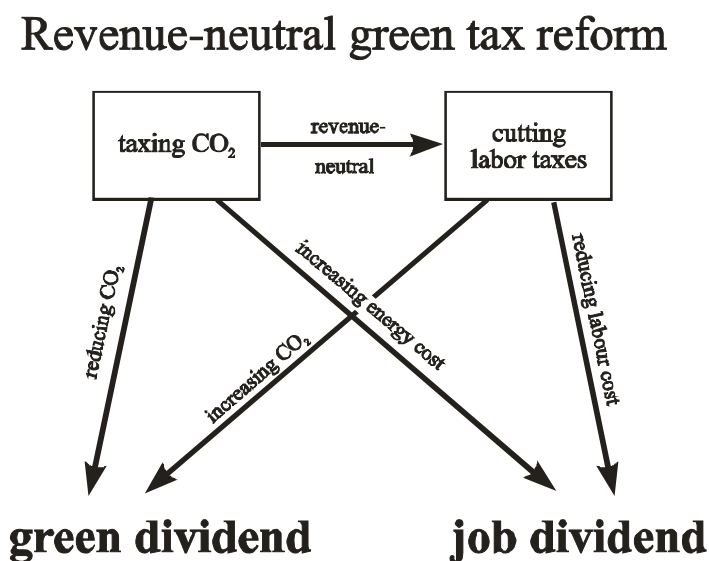 Revenue-neutral green tax reform
taxing CO₂
revenue-
neutral
cutting
labor taxes
reducing CO₂
increasing energy cost
increasing CO₂
reducing labour cost
green dividend
job dividend